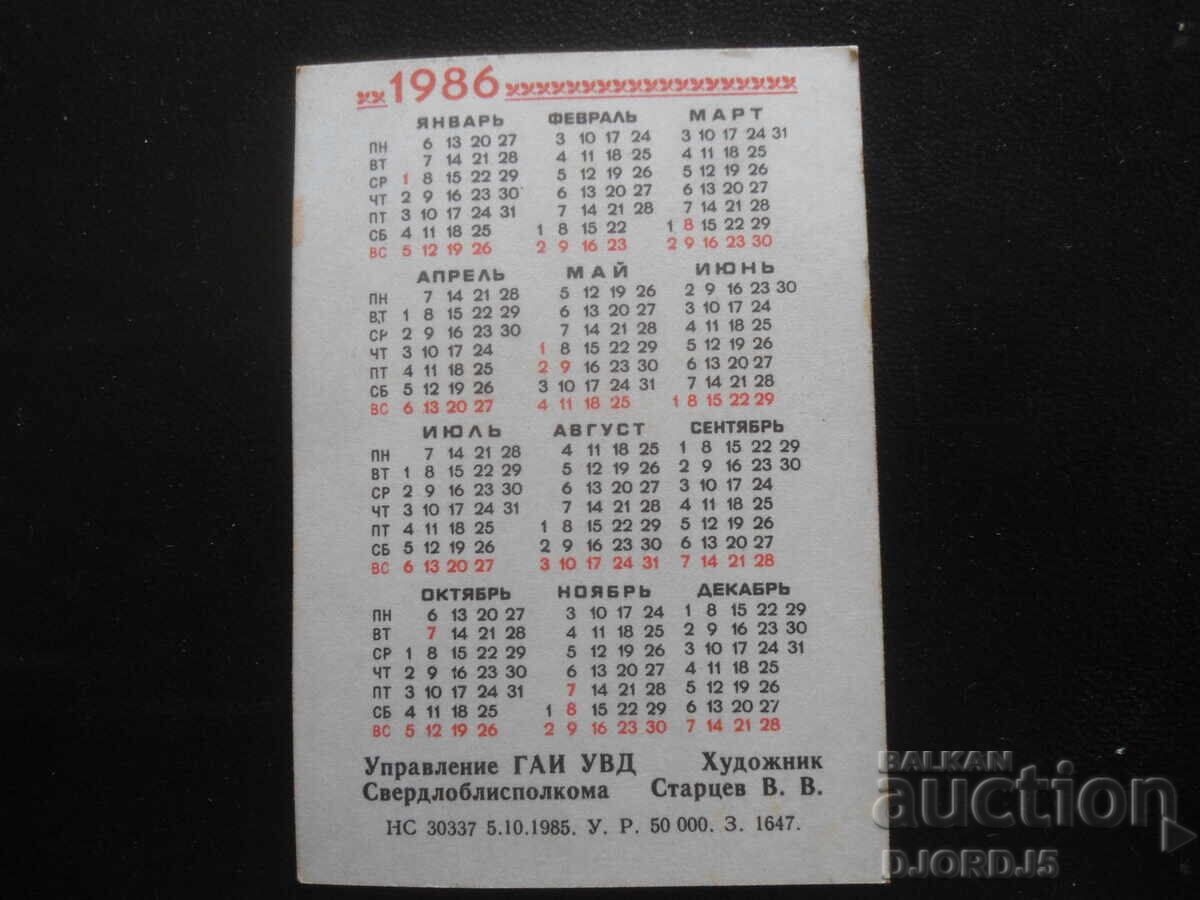 1986
ЯНВАРЬ ФЕВРАЛЬ МАРТ
ПН 6 13 20 27 3 10 17 24 3 10 17 24 31
ВТ 7 14 21 28 4 11 18 25 4 11 18 25
СР 1 8 15 22 29 5 12 19 26 5 12 19 26
ЧТ 2 9 16 23 30 6 13 20 27 6 13 20 27
ПТ 3 10 17 24 31 7 14 21 28 7 14 21 28
СБ 4 11 18 25 1 8 15 22 1 8 15 22 29
ВС 5 12 19 26 2 9 16 23 2 9 16 23 30
АПРЕЛЬ МАЙ ИЮНЬ
ПН 7 14 21 28 5 12 19 26 2 9 16 23 30
ВТ 1 8 15 22 29 6 13 20 27 3 10 17 24
СР 2 9 16 23 30 7 14 21 28 4 11 18 25
ЧТ 3 10 17 24 1 8 15 22 29 5 12 19 26
ПТ 4 11 18 25 2 9 16 23 30 6 13 20 27
СБ 5 12 19 26 3 10 17 24 31 7 14 21 28
ВС 6 13 20 27 4 11 18 25 1 8 15 22 29
ИЮЛЬ АВГУСТ СЕНТЯБРЬ
ПН 7 14 21 28 4 11 18 25 1 8 15 22 29
ВТ 1 8 15 22 29 5 12 19 26 2 9 16 23 30
СР 2 9 16 23 30 6 13 20 27 3 10 17 24
ЧТ 3 10 17 24 31 7 14 21 28 4 11 18 25
ПТ 4 11 18 25 1 8 15 22 29 5 12 19 26
СБ 5 12 19 26 2 9 16 23 30 6 13 20 27
ВС 6 13 20 27 3 10 17 24 31 7 14 21 28
ОКТЯБРЬ НОЯБРЬ ДЕКАБРЬ
ПН 6 13 20 27 3 10 17 24 1 8 15 22 29
ВТ 7 14 21 28 4 11 18 25 2 9 16 23 30
СР 1 8 15 22 29 5 12 19 26 3 10 17 24 31
ЧТ 2 9 16 23 30 6 13 20 27 4 11 18 25
ПТ 3 10 17 24 31 7 14 21 28 5 12 19 26
СБ 4 11 18 25 1 8 15 22 29 6 13 20 27
ВС 5 12 19 26 2 9 16 23 30 7 14 21 28
Управление ГАИ УВД Художник
Свердлоблисполкома Старцев В. В.
НС 30337 5.10.1985. У. Р. 50 000. З. 1647.
BALKAN
auction
DJORDJ5